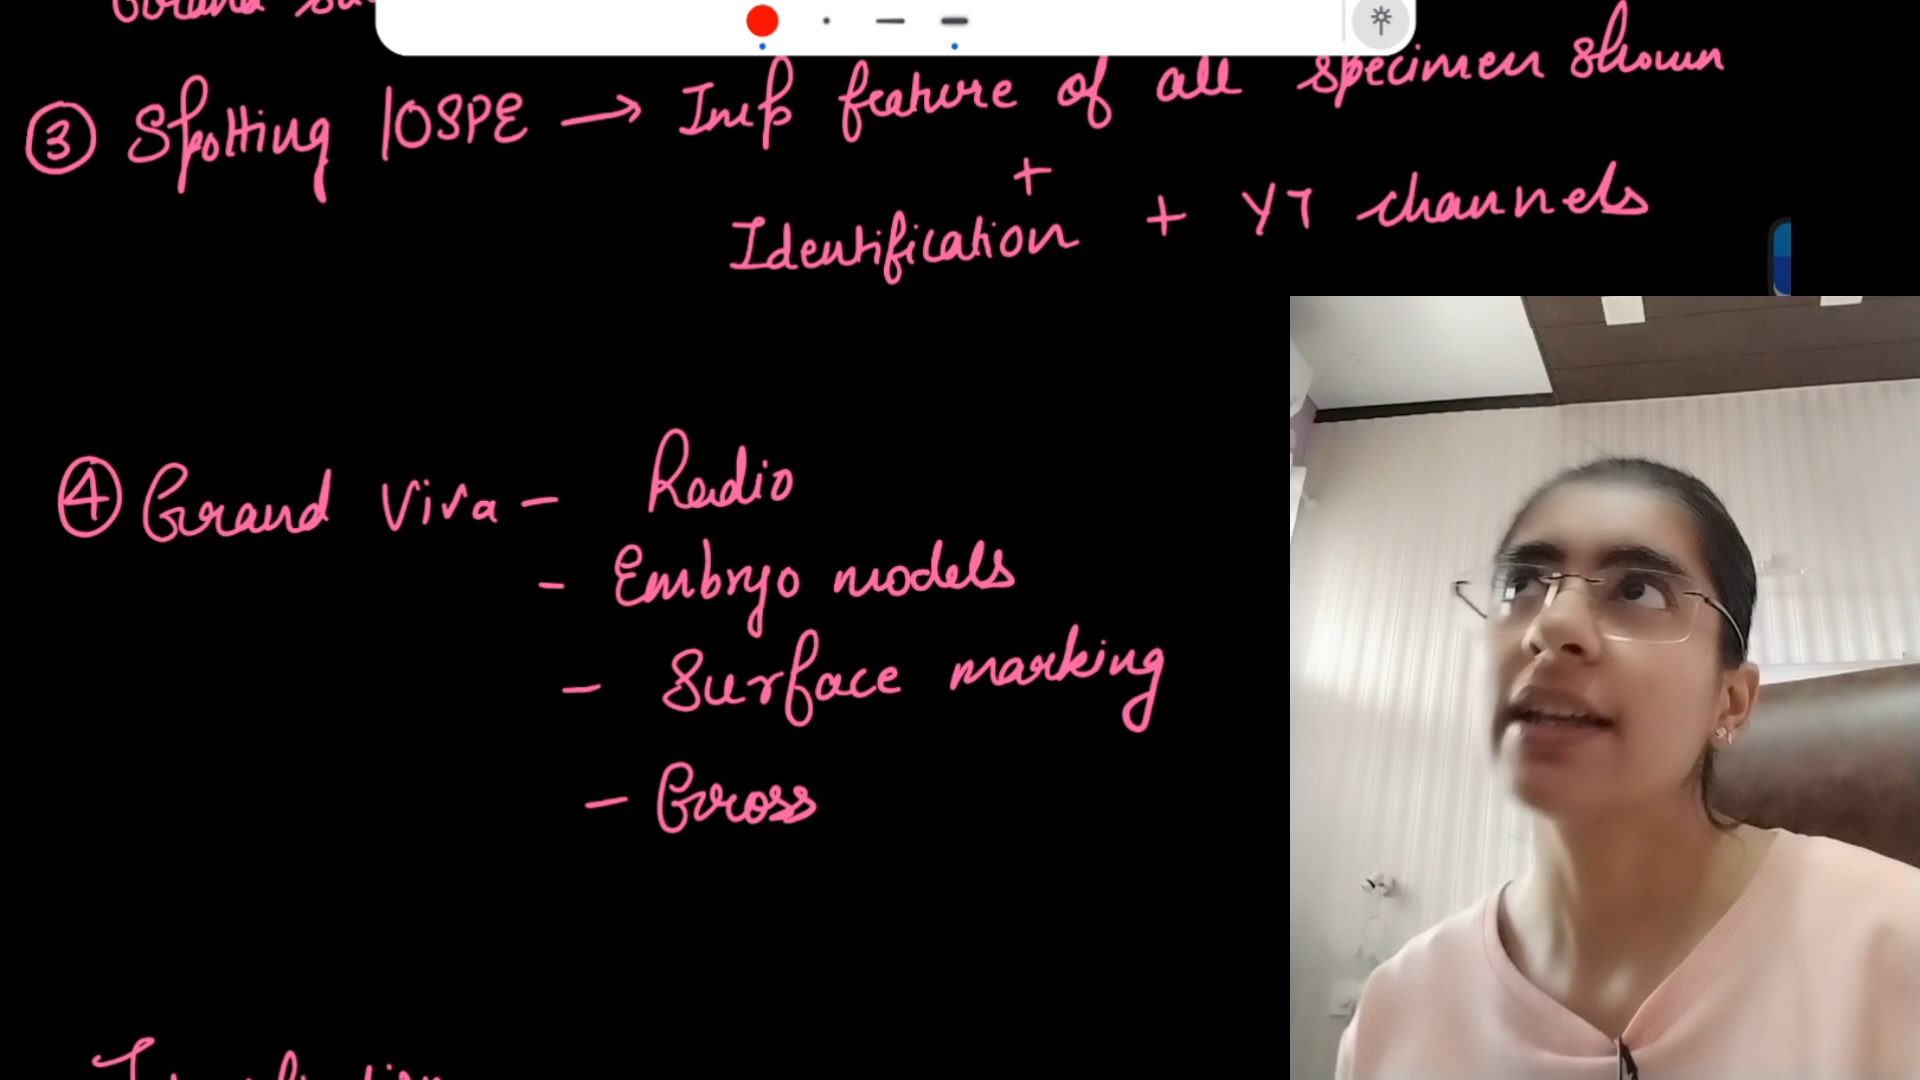 ③ Spotting /OSPE → Imp feature of all specimen shown
+
Identification + YT channels
④ Grand Viva - Radio
- Embryo models
- Surface marking
- Gross